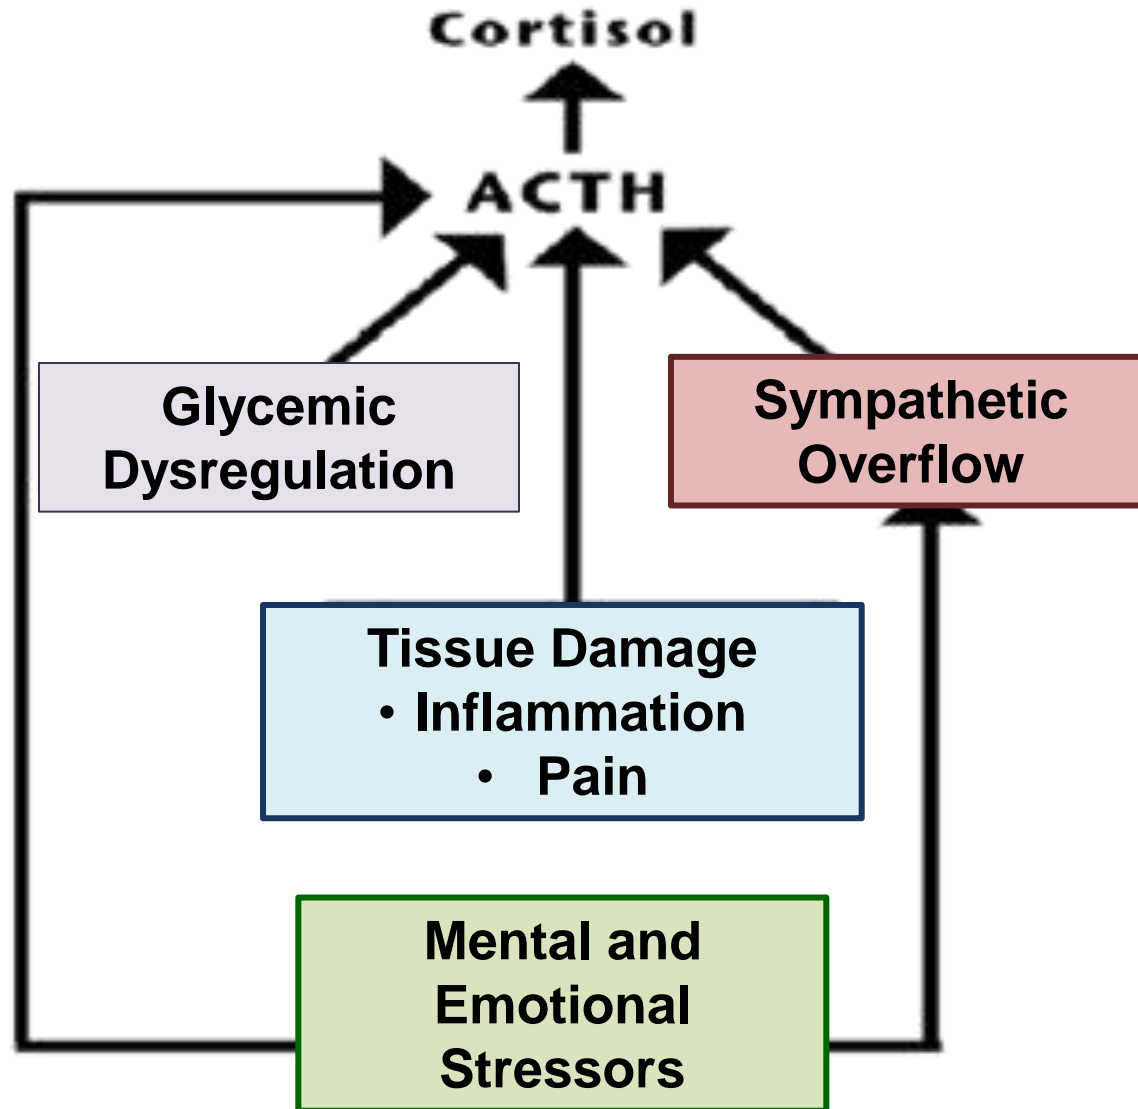 Cortisol
ACTH
Glycemic
Dysregulation
Sympathetic
Overflow
Tissue Damage
• Inflammation
• Pain
Mental and
Emotional
Stressors